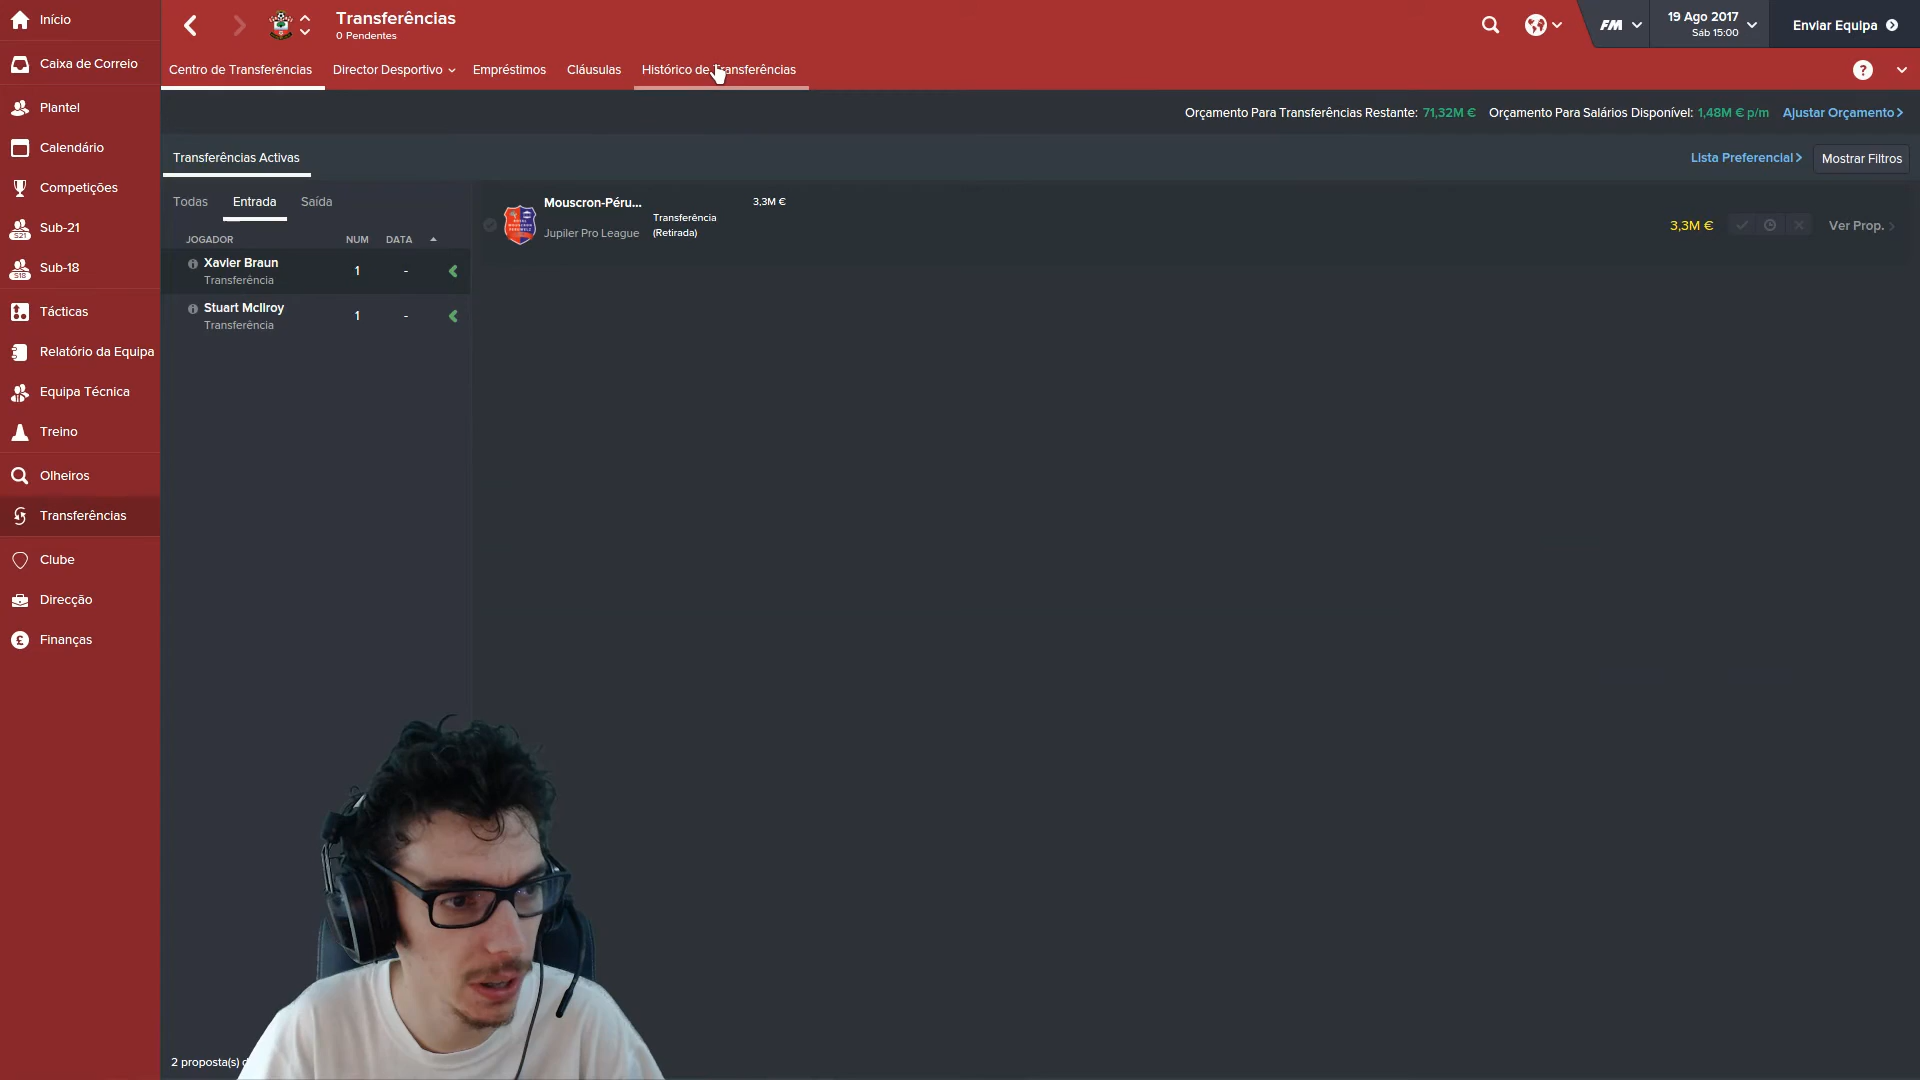 Início
Caixa de Correio
Plantel
Calendário
Competições
Sub-21
Sub-18
Tácticas
Relatório da Equipa
Equipa Técnica
Treino
Olheiros
Transferências
Clube
Direcção
Finanças
Transferências
0 Pendentes
FM
19 Ago 2017
Sáb 15:00
Enviar Equipa
Centro de Transferências
Director Desportivo
Empréstimos
Cláusulas
Histórico de Transferências
Orçamento Para Transferências Restante: 71,32M €
Orçamento Para Salários Disponível: 1,48M € p/m
Ajustar Orçamento
Transferências Activas
Lista Preferencial
Mostrar Filtros
Todas
Entrada
Saída
JOGADOR NUM DATA
Xavier Braun 1 -
Transferência
Stuart McIlroy 1 -
Transferência
Mouscron-Péru...
Jupiler Pro League
Transferência
(Retirada)
3,3M €
3,3M €
Ver Prop.
2 proposta(s)